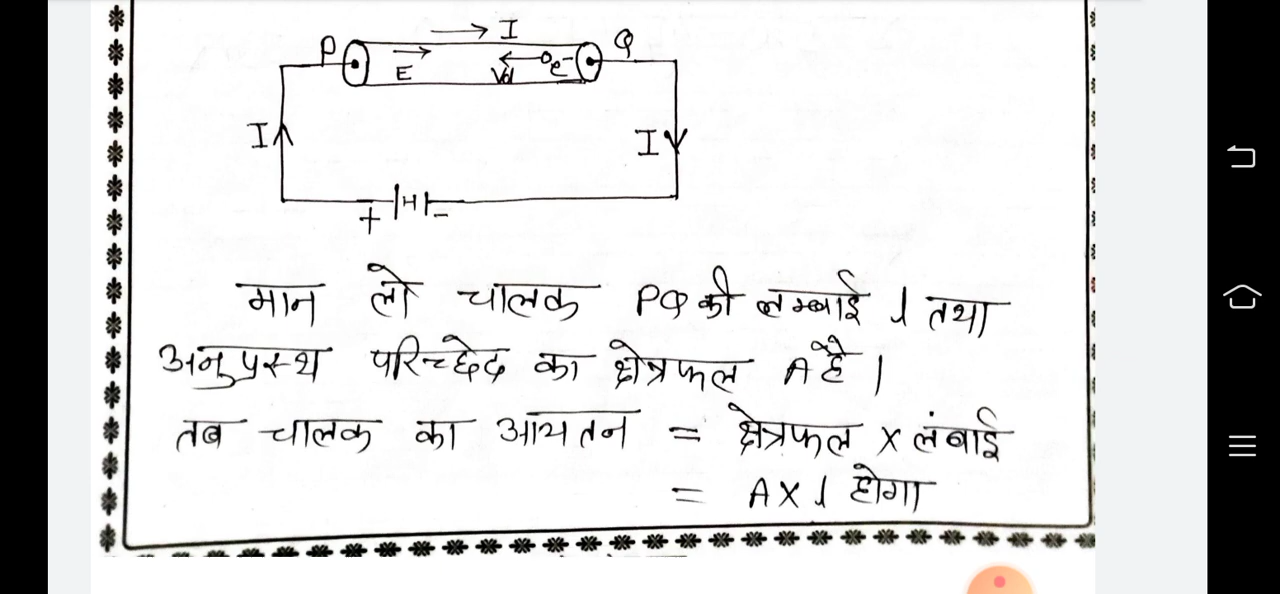 I
P
Q
E
Vd
e-
I
I
+
-
मान लो चालक PQ की लम्बाई l तथा
अनुप्रस्थ परिच्छेद का क्षेत्रफल A है।
तब चालक का आयतन = क्षेत्रफल x लंबाई
= A x l होगा